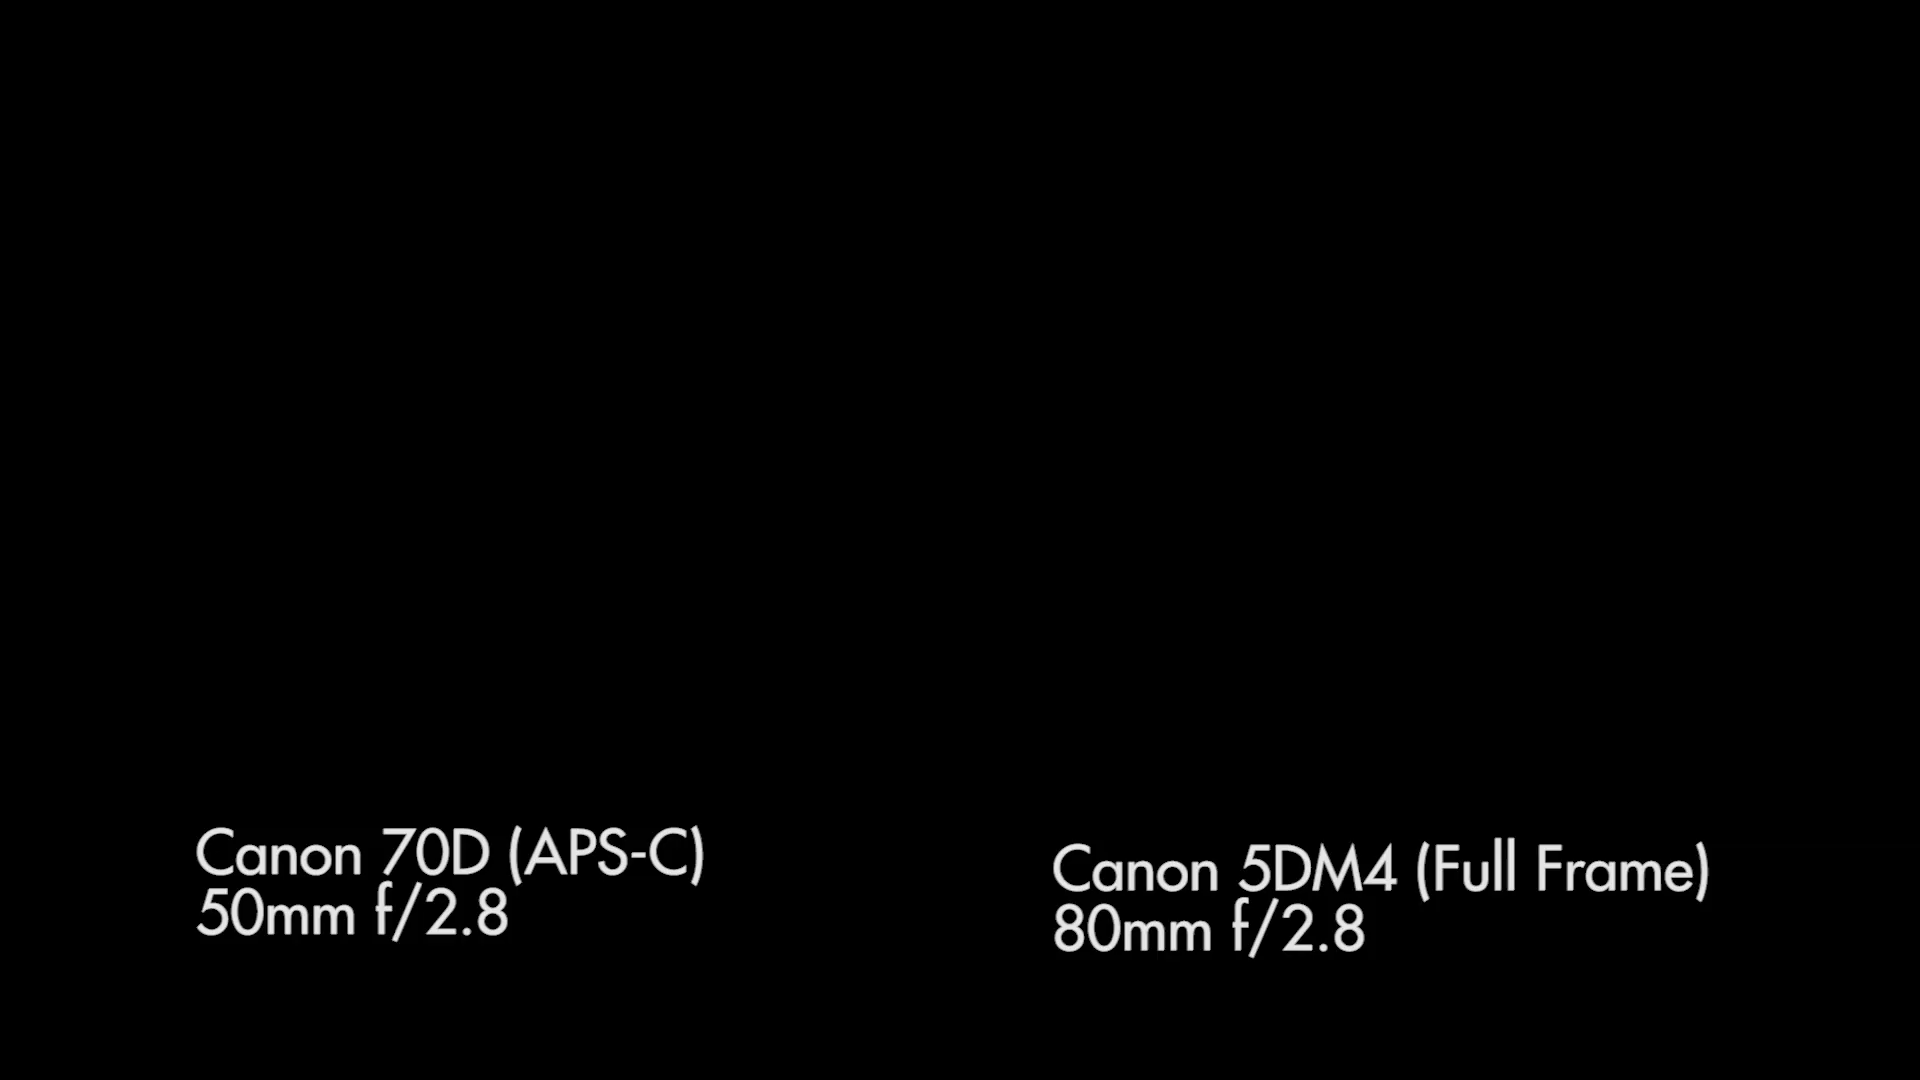 Canon 70D (APS-C)
50mm f/2.8
Canon 5DM4 (Full Frame)
80mm f/2.8